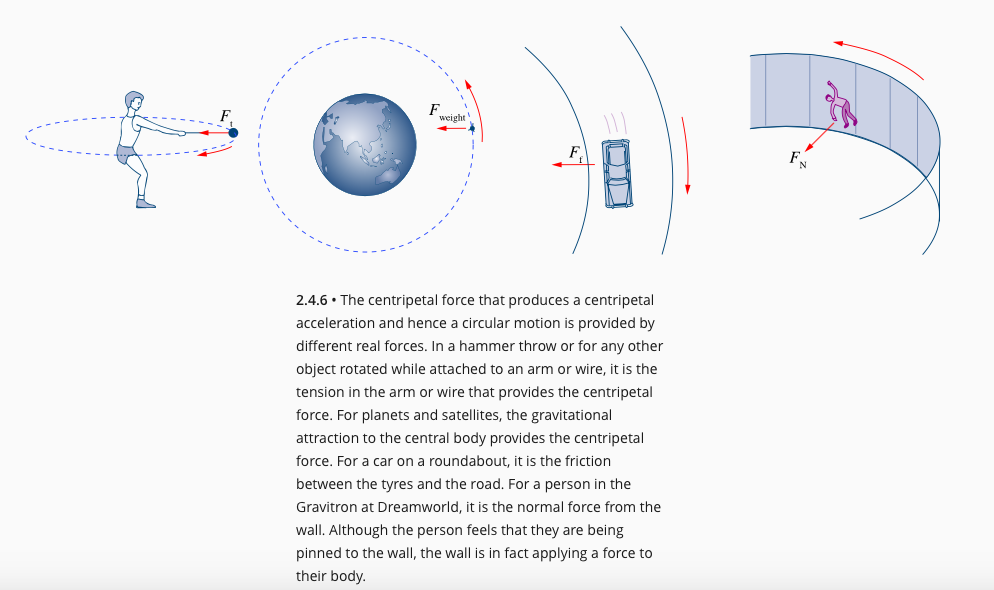 F_t
F_weight
F_f
F_N
2.4.6 • The centripetal force that produces a centripetal
acceleration and hence a circular motion is provided by
different real forces. In a hammer throw or for any other
object rotated while attached to an arm or wire, it is the
tension in the arm or wire that provides the centripetal
force. For planets and satellites, the gravitational
attraction to the central body provides the centripetal
force. For a car on a roundabout, it is the friction
between the tyres and the road. For a person in the
Gravitron at Dreamworld, it is the normal force from the
wall. Although the person feels that they are being
pinned to the wall, the wall is in fact applying a force to
their body.